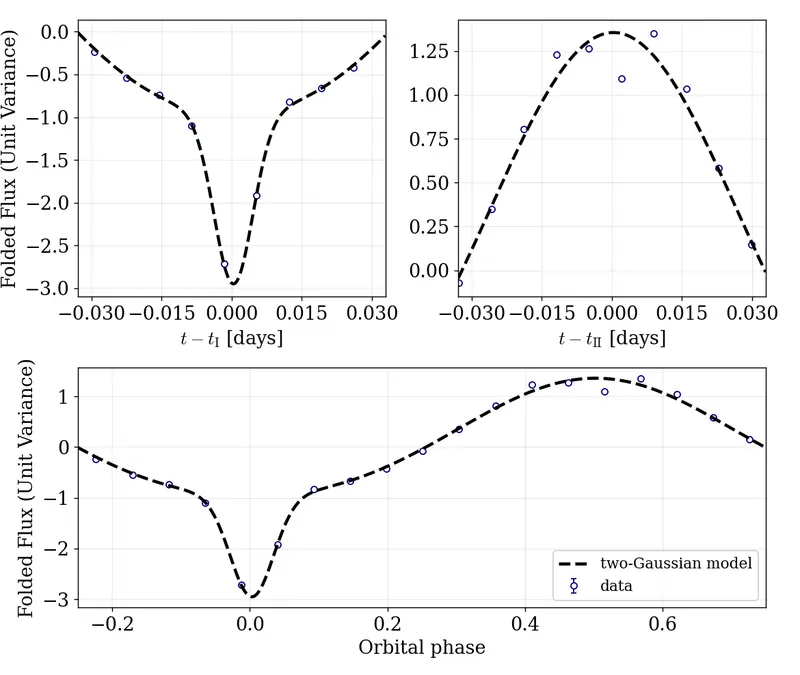 Folded Flux (Unit Variance)
0.0
−0.5
−1.0
−1.5
−2.0
−2.5
−3.0
−0.030 −0.015 0.000 0.015 0.030
t − tI [days]
1.25
1.00
0.75
0.50
0.25
0.00
−0.030 −0.015 0.000 0.015 0.030
t − tII [days]
Folded Flux (Unit Variance)
1
0
−1
−2
−3
−0.2 0.0 0.2 0.4 0.6
Orbital phase
two-Gaussian model
data